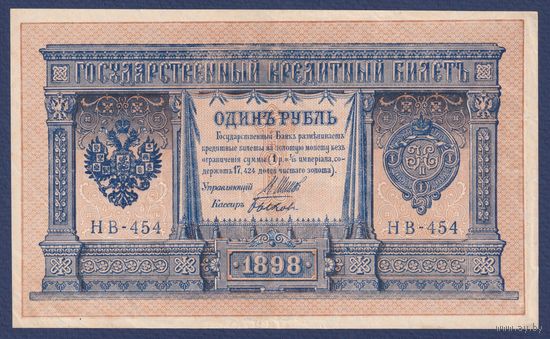 ГОСУДАРСТВЕННЫЙ КРЕДИТНЫЙ БИЛЕТЪ
ОДИНЪ РУБЛЬ
Государственный Банкъ размѣниваетъ
кредитные билеты на золотую монету безъ
ограниченія суммы (1 р.= 1/15 имперіала, со-
держитъ 17,424 долей чистаго золота).
Управляющій
Кассиръ
НВ-454
НВ-454
1898